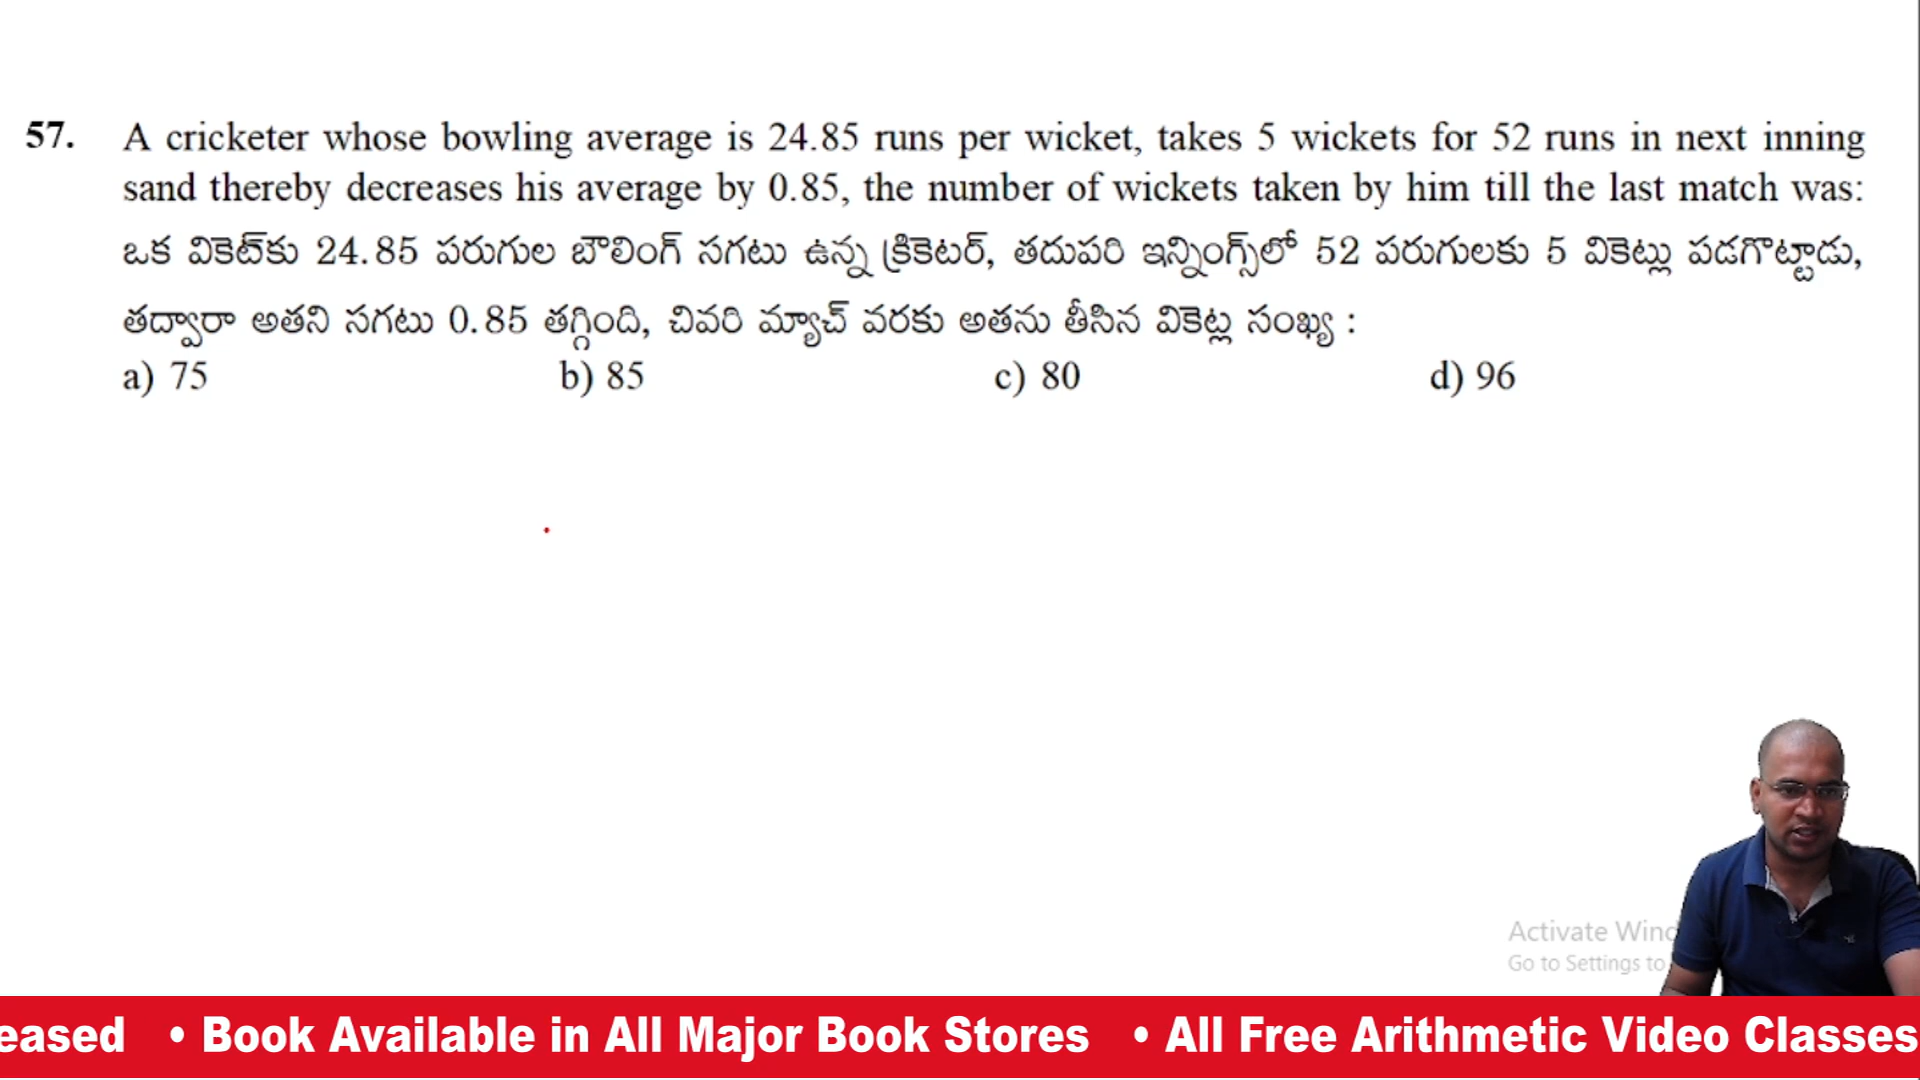 57. A cricketer whose bowling average is 24.85 runs per wicket, takes 5 wickets for 52 runs in next inning
sand thereby decreases his average by 0.85, the number of wickets taken by him till the last match was:
ఒక వికెట్‌కు 24.85 పరుగుల బౌలింగ్ సగటు ఉన్న క్రికెటర్, తదుపరి ఇన్నింగ్స్‌లో 52 పరుగులకు 5 వికెట్లు పడగొట్టాడు,
తద్వారా అతని సగటు 0.85 తగ్గింది, చివరి మ్యాచ్ వరకు అతను తీసిన వికెట్ల సంఖ్య :
a) 75 b) 85 c) 80 d) 96
Activate Wind
Go to Settings to
eased • Book Available in All Major Book Stores • All Free Arithmetic Video Classes